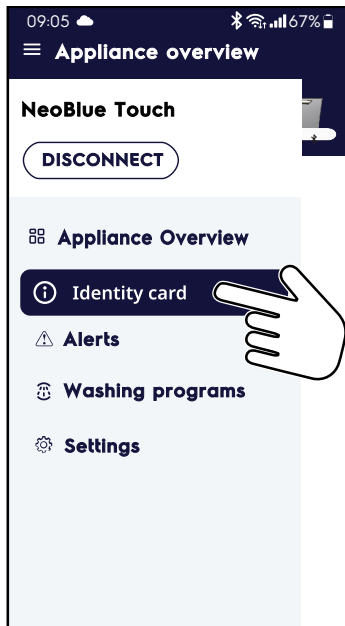 09:05 67%
Appliance overview
NeoBlue Touch
DISCONNECT
Appliance Overview
Identity card
Alerts
Washing programs
Settings